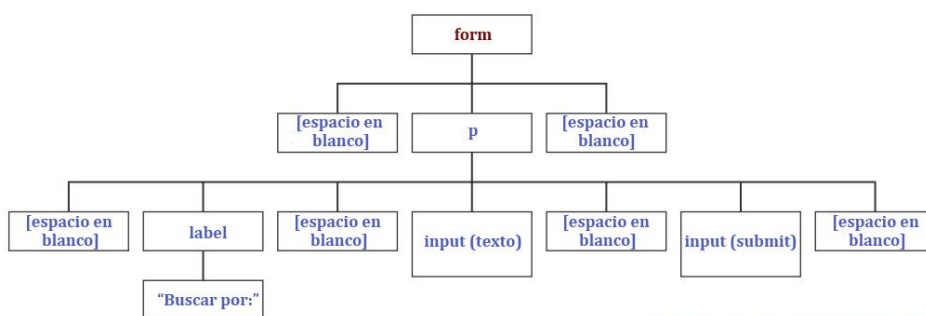 form
[espacio en
blanco]
p
[espacio en
blanco]
[espacio en
blanco]
label
[espacio en
blanco]
input (texto)
[espacio en
blanco]
input (submit)
[espacio en
blanco]
“Buscar por:”